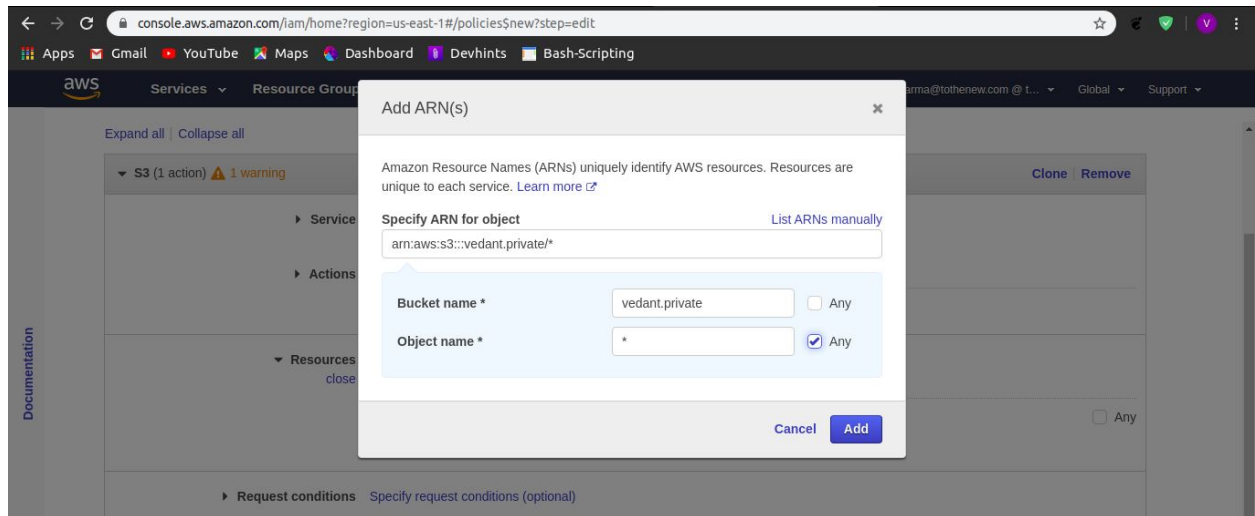 console.aws.amazon.com/iam/home?region=us-east-1#/policies$new?step=edit
V
Apps Gmail YouTube Maps Dashboard Devhints Bash-Scripting
aws Services Resource Group arma@tothenew.com @ t... Global Support
Add ARN(s)
Expand all | Collapse all
Amazon Resource Names (ARNs) uniquely identify AWS resources. Resources are
unique to each service. Learn more
S3 (1 action) 1 warning Clone | Remove
Service
Specify ARN for object List ARNs manually
arn:aws:s3:::vedant.private/*
Actions
Bucket name * vedant.private Any
Object name * * Any
Resources
close
Any
Documentation
Cancel Add
Request conditions Specify request conditions (optional)